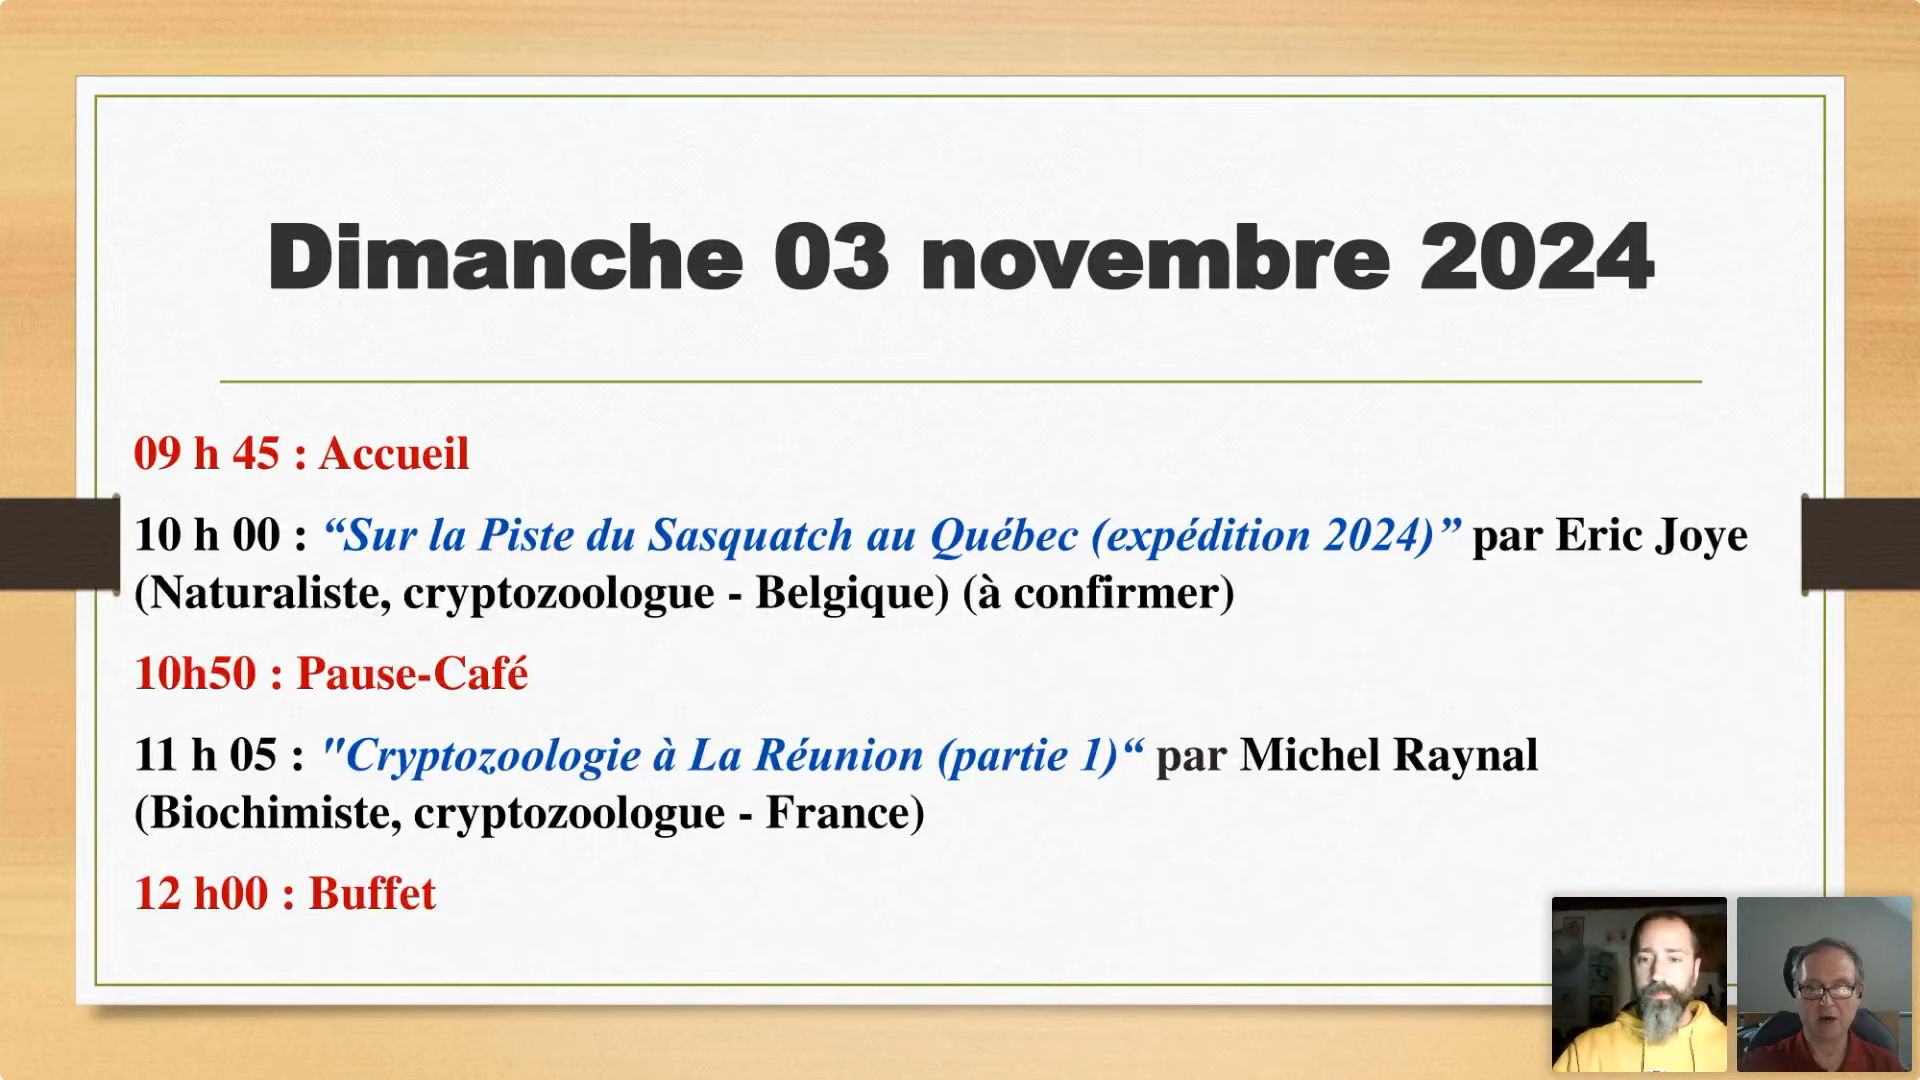 Dimanche 03 novembre 2024
09 h 45 : Accueil
10 h 00 : “Sur la Piste du Sasquatch au Québec (expédition 2024)” par Eric Joye
(Naturaliste, cryptozoologue - Belgique) (à confirmer)
10h50 : Pause-Café
11 h 05 : "Cryptozoologie à La Réunion (partie 1)“ par Michel Raynal
(Biochimiste, cryptozoologue - France)
12 h00 : Buffet